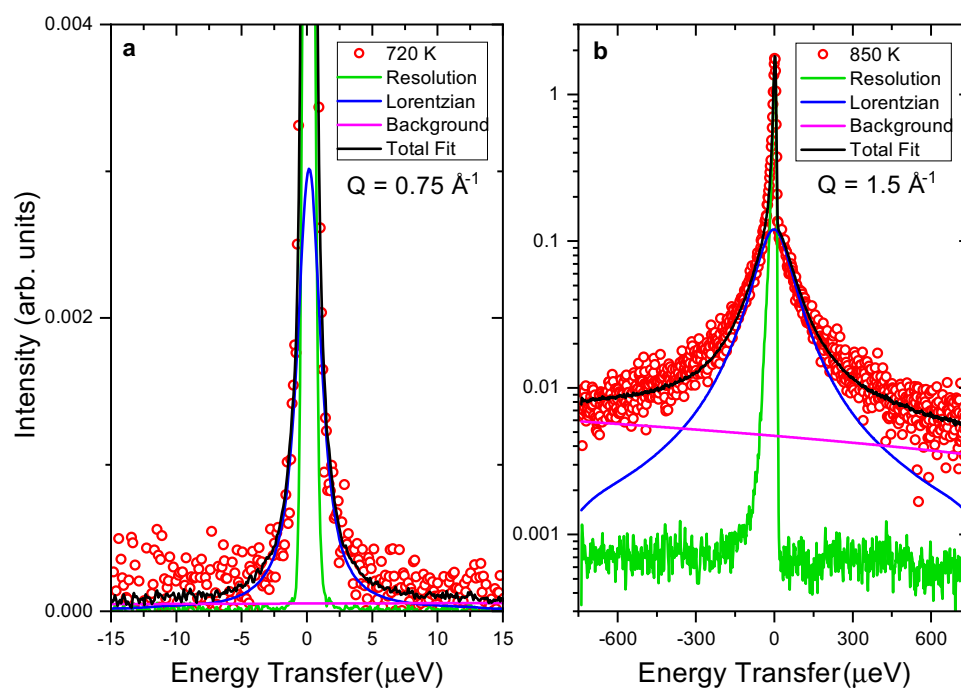 a
720 K
Resolution
Lorentzian
Background
Total Fit
Q = 0.75 Å-1
0.004
0.002
0.000
Intensity (arb. units)
-15 -10 -5 0 5 10 15
Energy Transfer(μeV)
b
850 K
Resolution
Lorentzian
Background
Total Fit
Q = 1.5 Å-1
1
0.1
0.01
0.001
-600 -300 0 300 600
Energy Transfer(μeV)